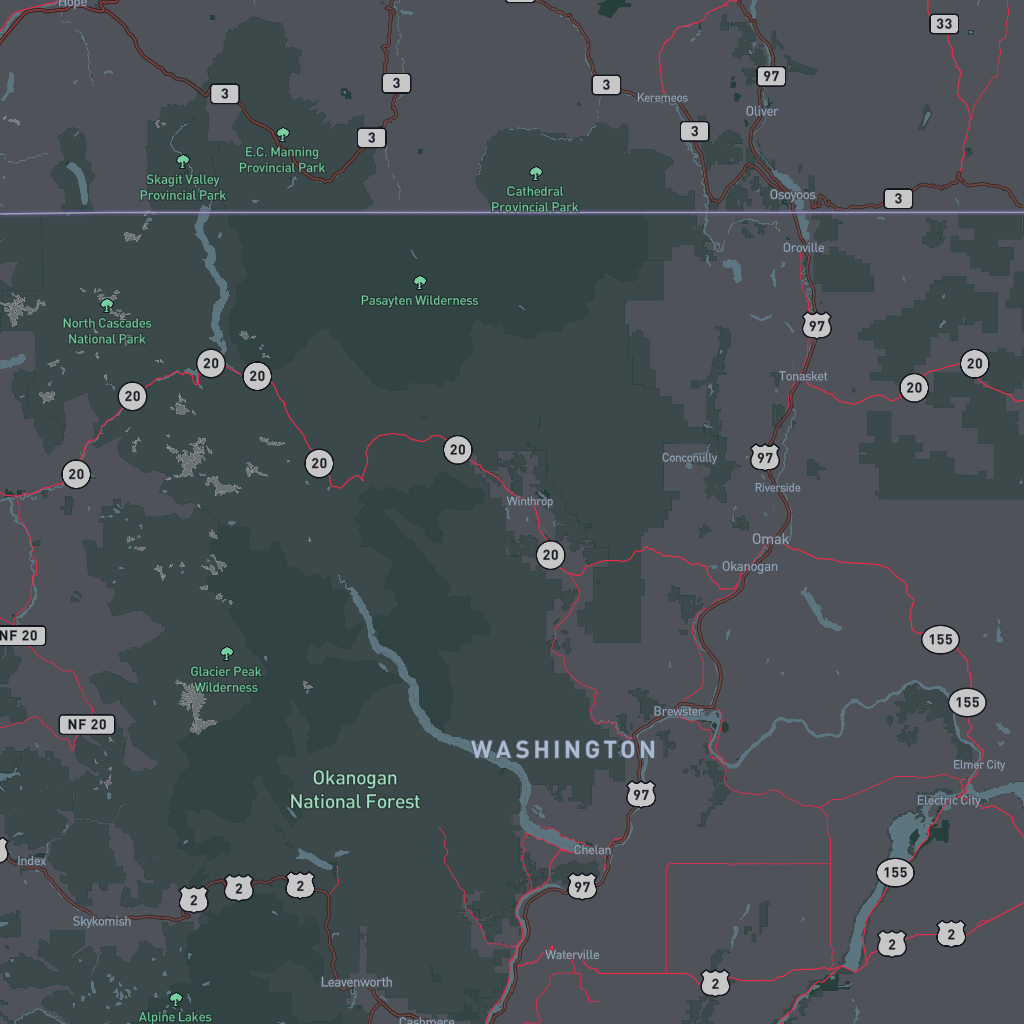 Hope
33
3
3
3
97
Keremeos
Oliver
3
3
E.C. Manning
Provincial Park
Skagit Valley
Provincial Park
Cathedral
Provincial Park
Osoyoos
3
Oroville
Pasayten Wilderness
North Cascades
National Park
97
20
20
20
20
20
20
Tonasket
20
20
20
Conconully
97
Riverside
Winthrop
Omak
20
Okanogan
NF 20
155
Glacier Peak
Wilderness
155
NF 20
Brewster
WASHINGTON
Elmer City
Okanogan
National Forest
97
Electric City
Chelan
Index
155
2
2
2
97
Skykomish
2
2
Waterville
Leavenworth
2
Alpine Lakes
Cashmere